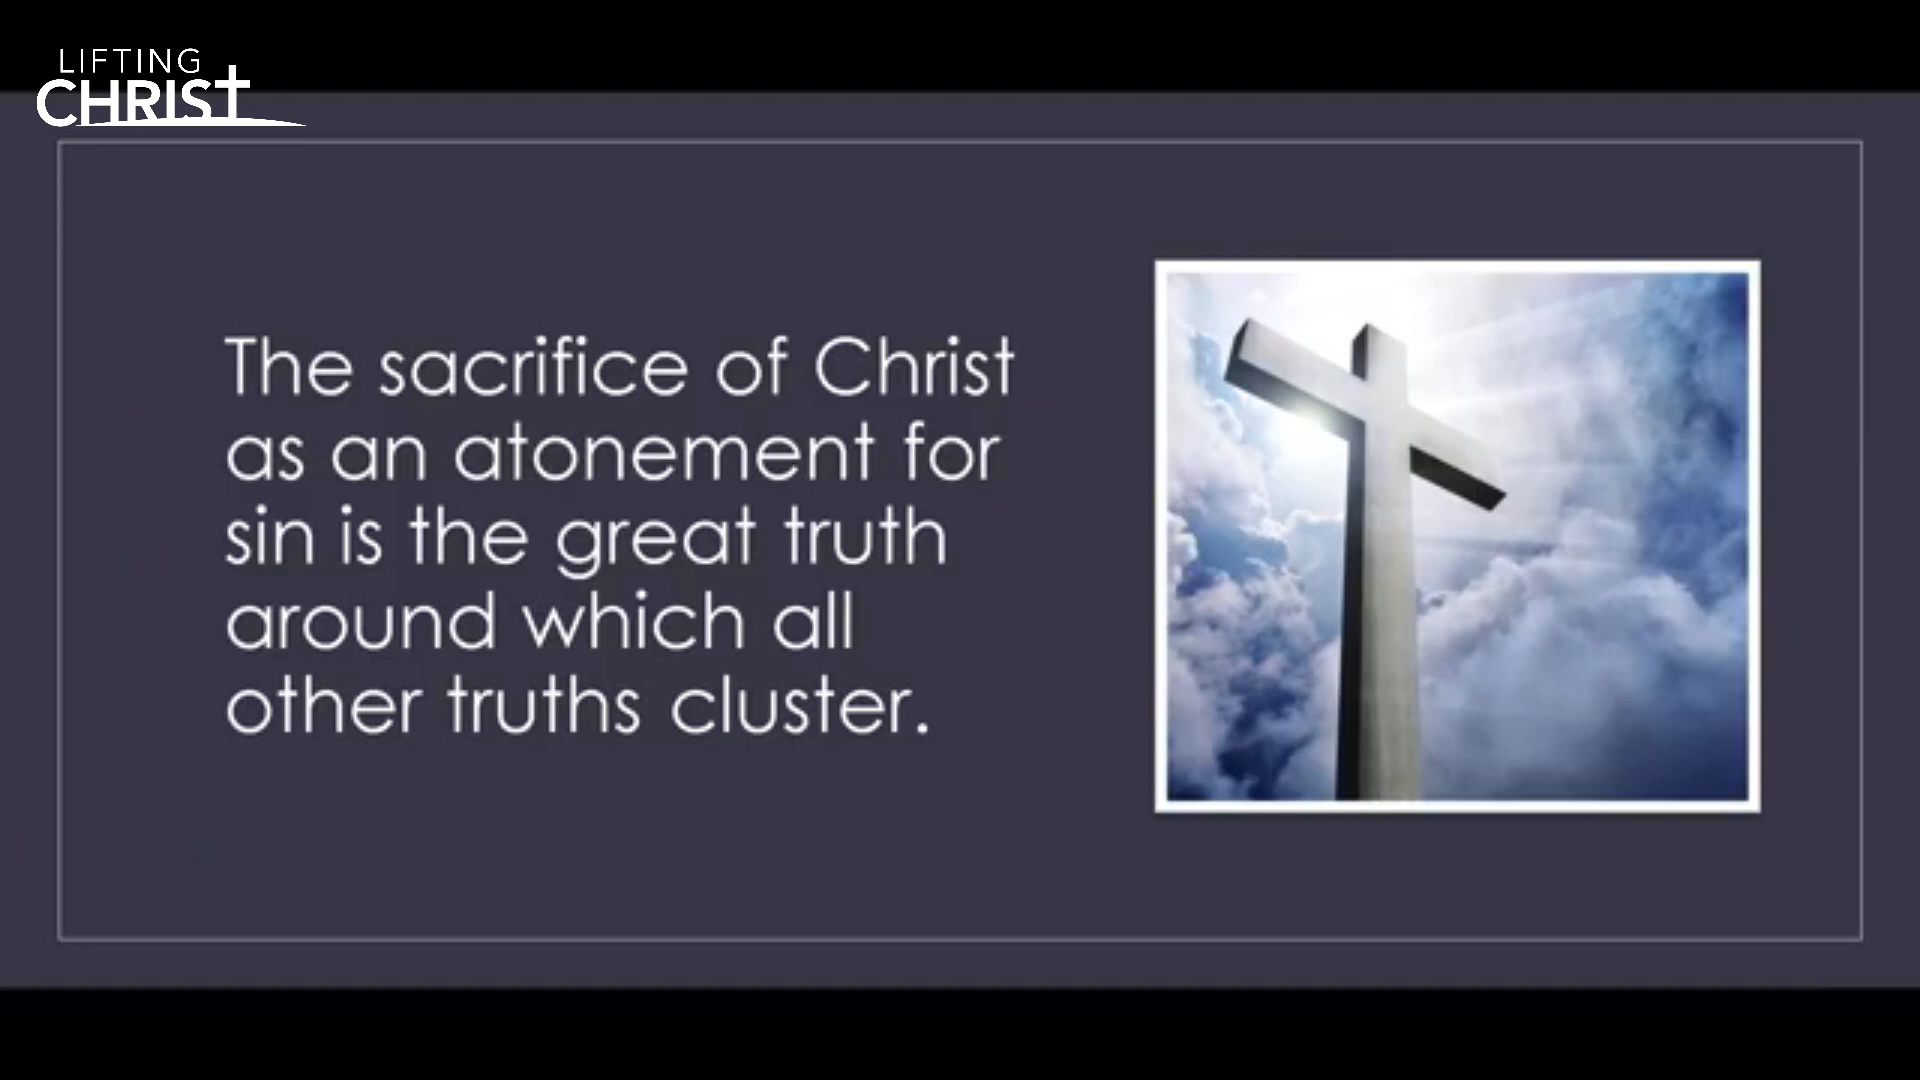 LIFTING
CHRIST
The sacrifice of Christ
as an atonement for
sin is the great truth
around which all
other truths cluster.